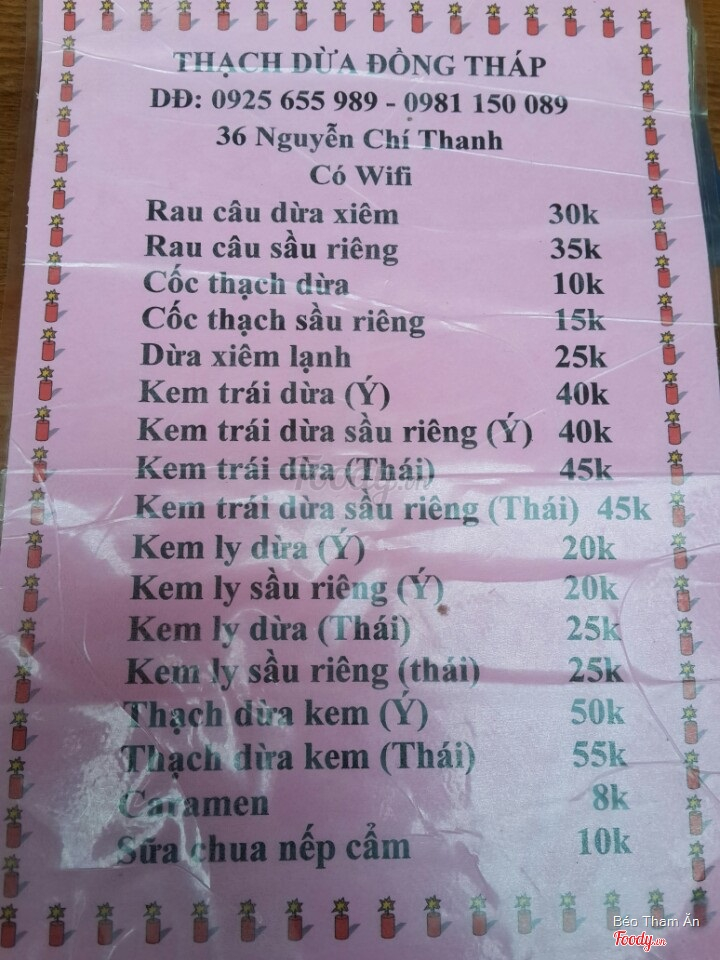 THẠCH DỪA ĐỒNG THÁP
DĐ: 0925 655 989 - 0981 150 089
36 Nguyễn Chí Thanh
Có Wifi
Rau câu dừa xiêm 30k
Rau câu sầu riêng 35k
Cốc thạch dừa 10k
Cốc thạch sầu riêng 15k
Dừa xiêm lạnh 25k
Kem trái dừa (Ý) 40k
Kem trái dừa sầu riêng (Ý) 40k
Kem trái dừa (Thái) 45k
Kem trái dừa sầu riêng (Thái) 45k
Kem ly dừa (Ý) 20k
Kem ly sầu riêng (Ý) 20k
Kem ly dừa (Thái) 25k
Kem ly sầu riêng (thái) 25k
Thạch dừa kem (Ý) 50k
Thạch dừa kem (Thái) 55k
Caramen 8k
Sữa chua nếp cẩm 10k
Foody.vn
Béo Tham Ăn
Foody.vn